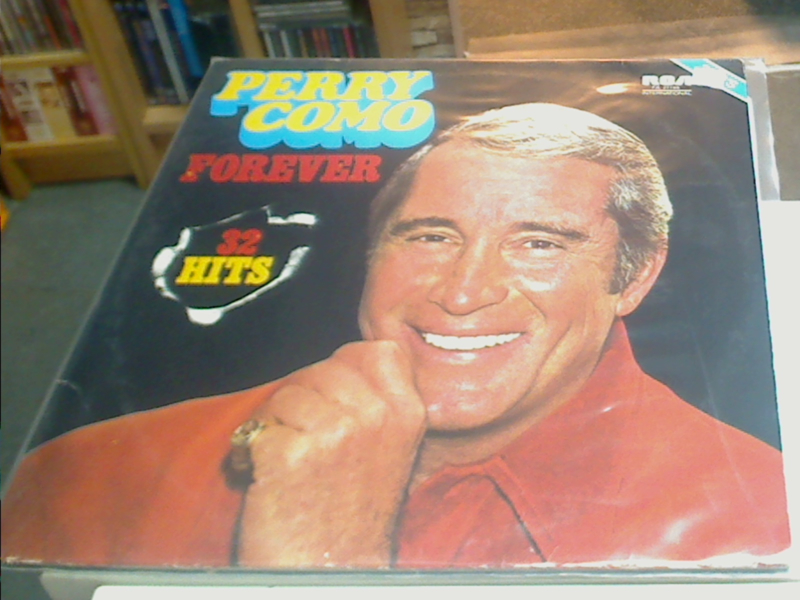 PERRY
COMO
FOREVER
32
HITS
RCA